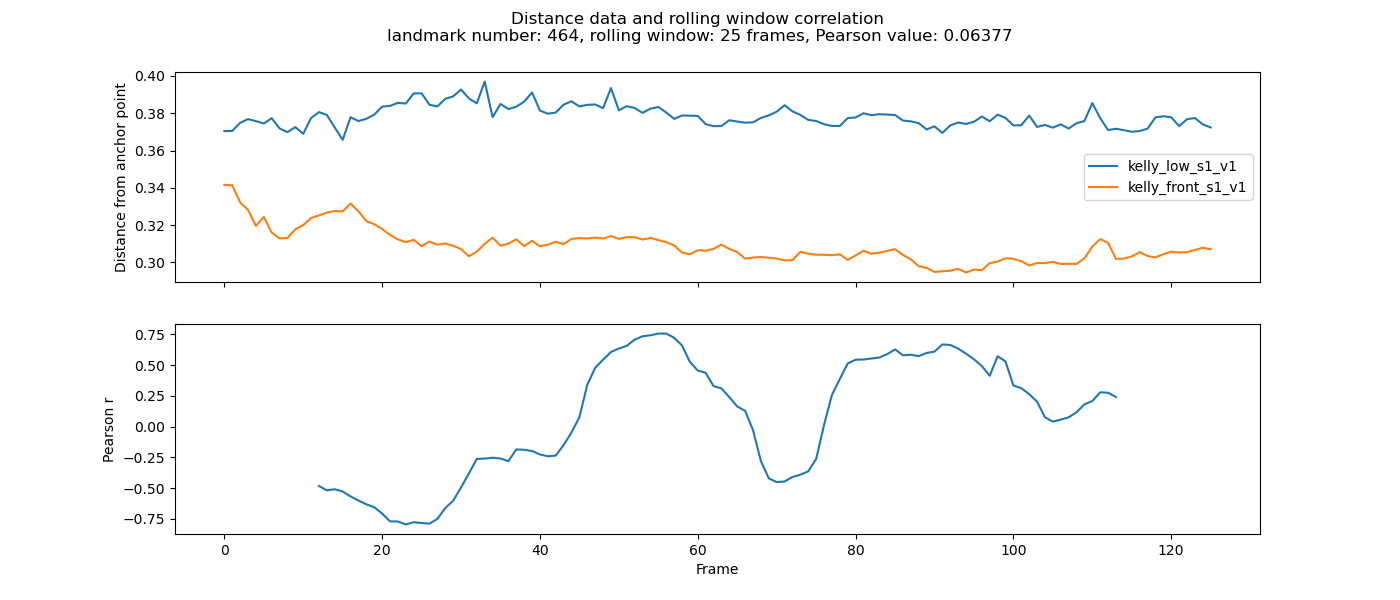 Distance data and rolling window correlation
landmark number: 464, rolling window: 25 frames, Pearson value: 0.06377
Distance from anchor point
0.40
0.38
0.36
0.34
0.32
0.30
kelly_low_s1_v1
kelly_front_s1_v1
Pearson r
0.75
0.50
0.25
0.00
−0.25
−0.50
−0.75
0 20 40 60 80 100 120
Frame